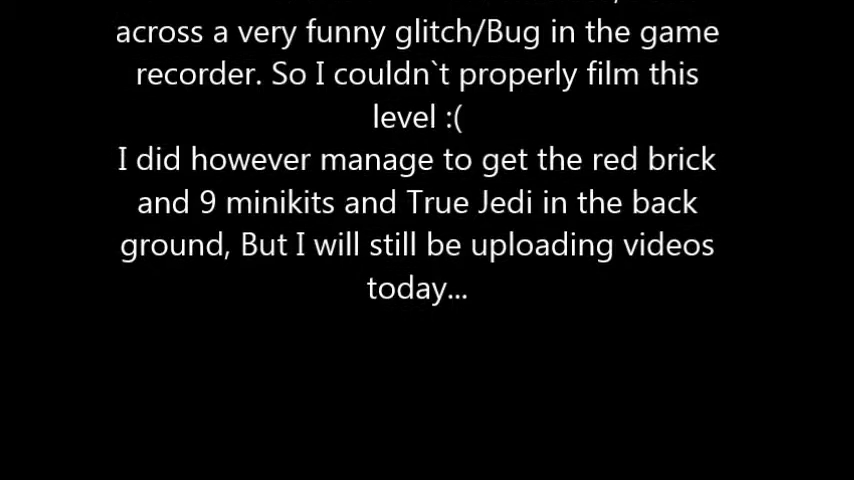 across a very funny glitch/Bug in the game
recorder. So I couldn`t properly film this
level :(
I did however manage to get the red brick
and 9 minikits and True Jedi in the back
ground, But I will still be uploading videos
today...